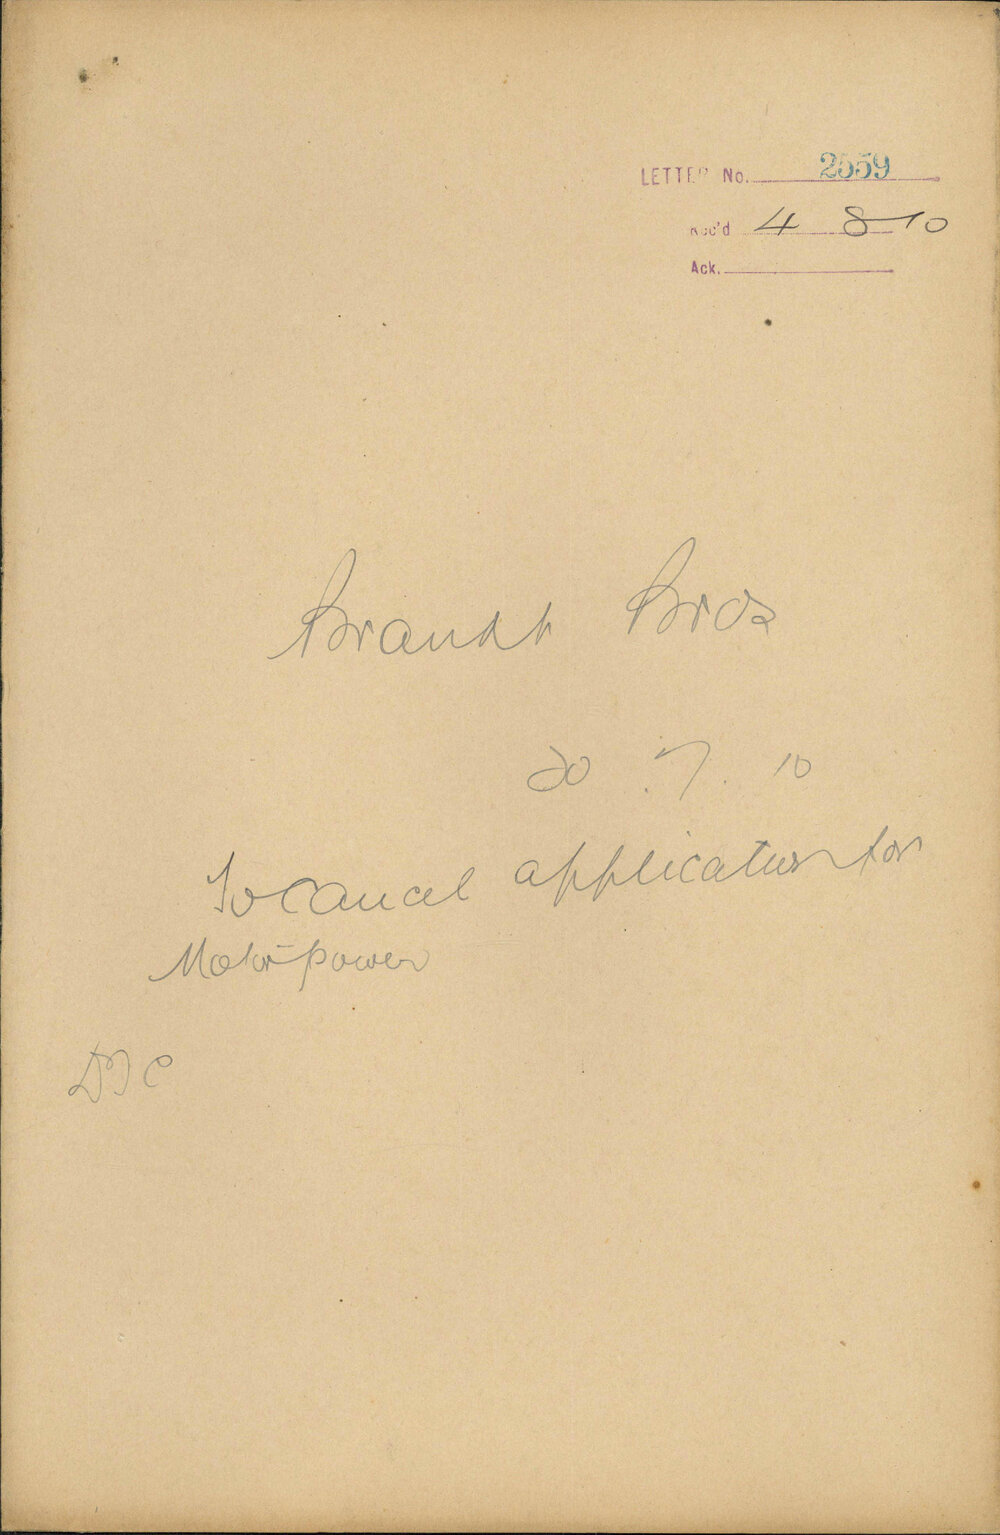 LETTER No. 2559
Rec'd 4 8 10
Ack.
Brandt Bros
20 . 7 . 10
To cancel application for
Motor power